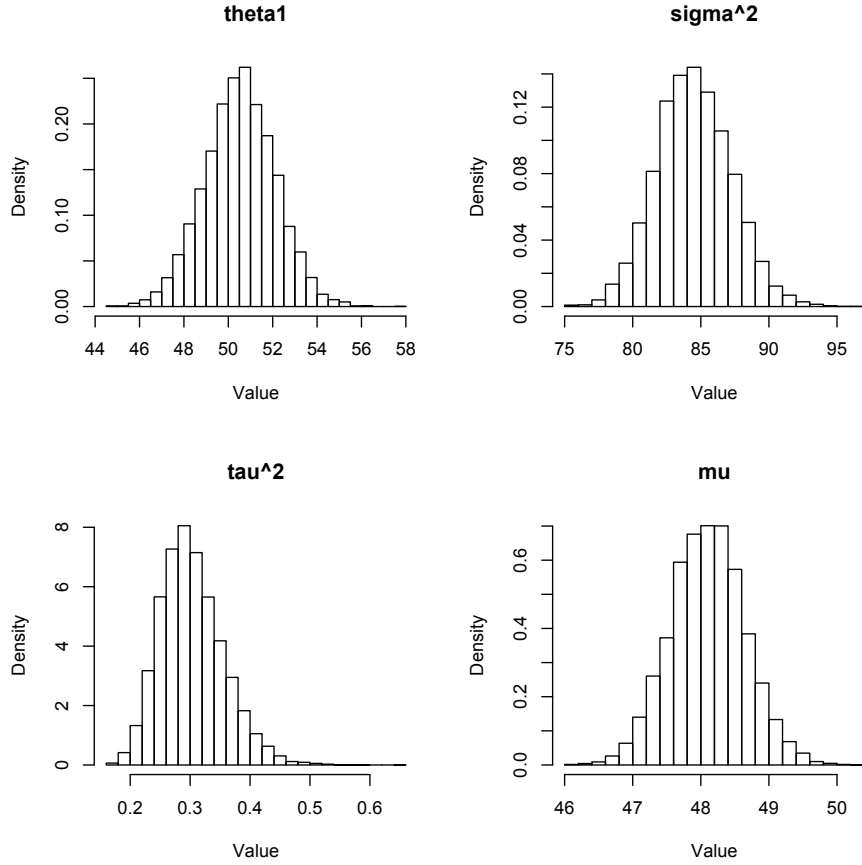 theta1
Density
0.00 0.10 0.20
44 46 48 50 52 54 56 58
Value
sigma^2
Density
0.00 0.04 0.08 0.12
75 80 85 90 95
Value
tau^2
Density
0 2 4 6 8
0.2 0.3 0.4 0.5 0.6
Value
mu
Density
0.0 0.2 0.4 0.6
46 47 48 49 50
Value